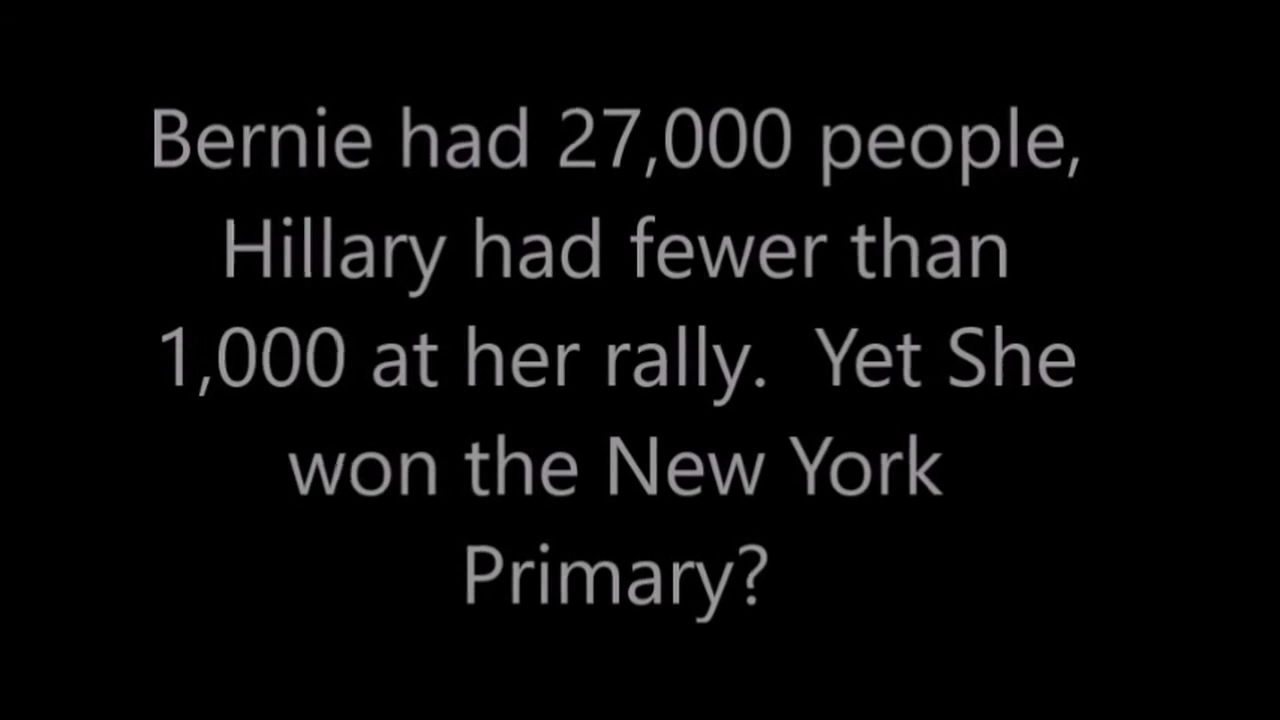 Bernie had 27,000 people,
Hillary had fewer than
1,000 at her rally.  Yet She
won the New York
Primary?